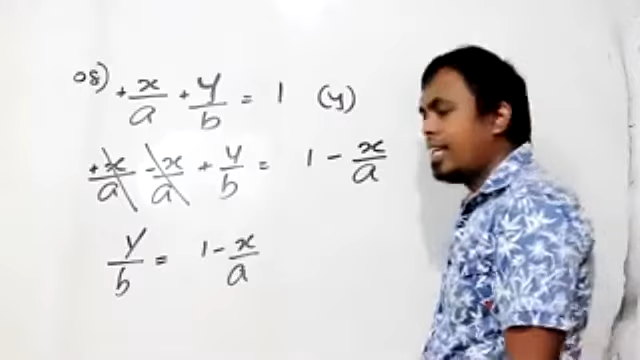 08) +x/a + y/b = 1 (y)
+x/a - x/a + y/b = 1 - x/a
y/b = 1 - x/a